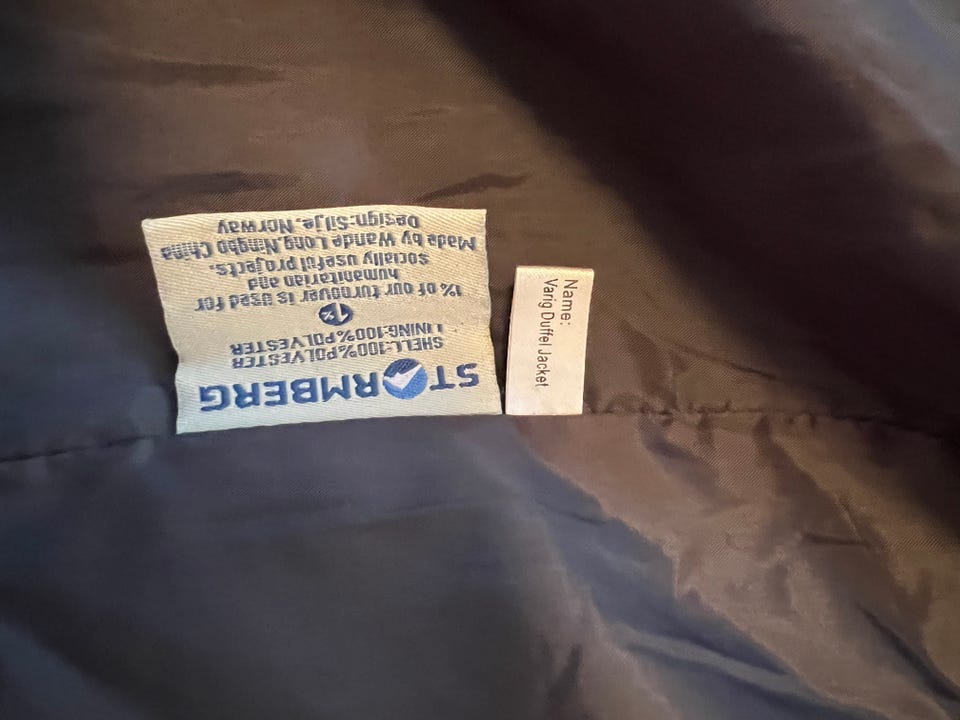 STORMBERG
SHELL:100%POLYESTER
LINING:100%POLYESTER
1%
1% of our turnover is used for
humanitarian and
socially useful projects.
Made by Wande Long,Ningbo China
Design:Silje, Norway
Name:
Varig Duffel Jacket